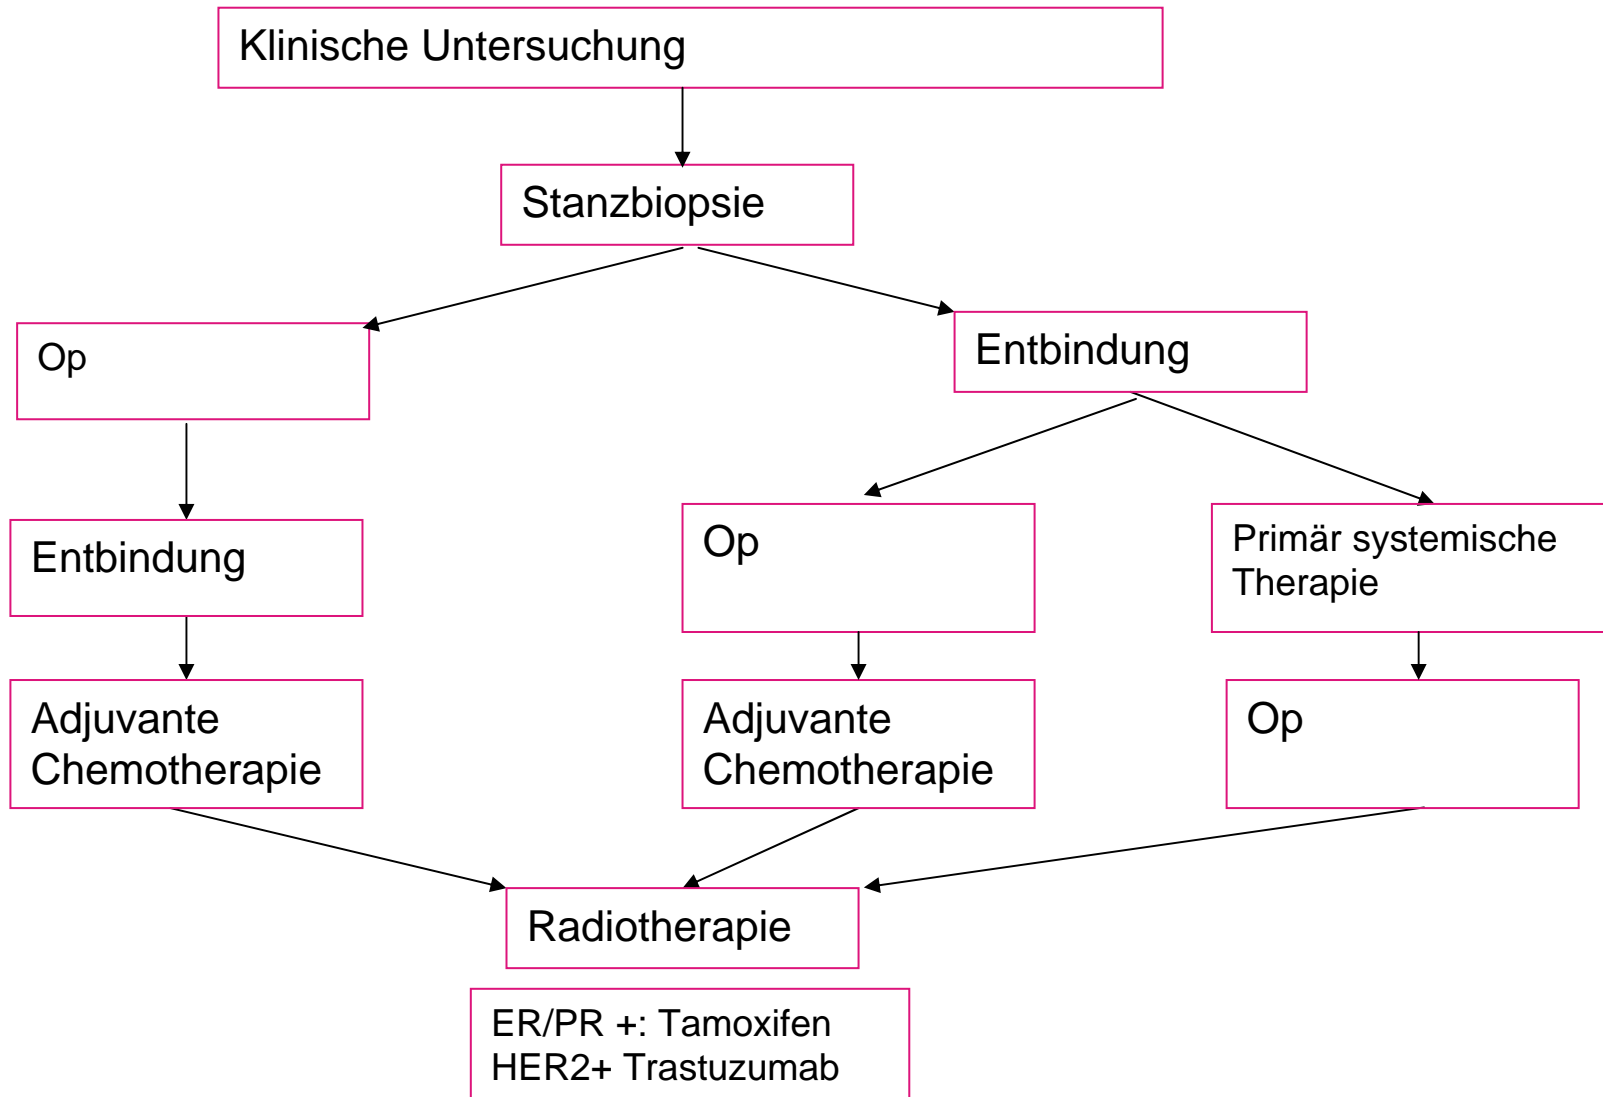 Klinische Untersuchung
Stanzbiopsie
Op
Entbindung
Entbindung
Op
Primär systemische
Therapie
Adjuvante
Chemotherapie
Adjuvante
Chemotherapie
Op
Radiotherapie
ER/PR +: Tamoxifen
HER2+ Trastuzumab